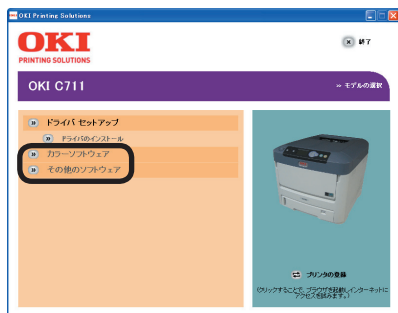 OKI Printing Solutions
OKI
PRINTING SOLUTIONS
終了
OKI C711
モデルの選択
ドライバ セットアップ
ドライバのインストール
カラーソフトウェア
その他のソフトウェア
プリンタの登録
(クリックすることで、ブラウザを起動しインターネットに
アクセスを試みます。)